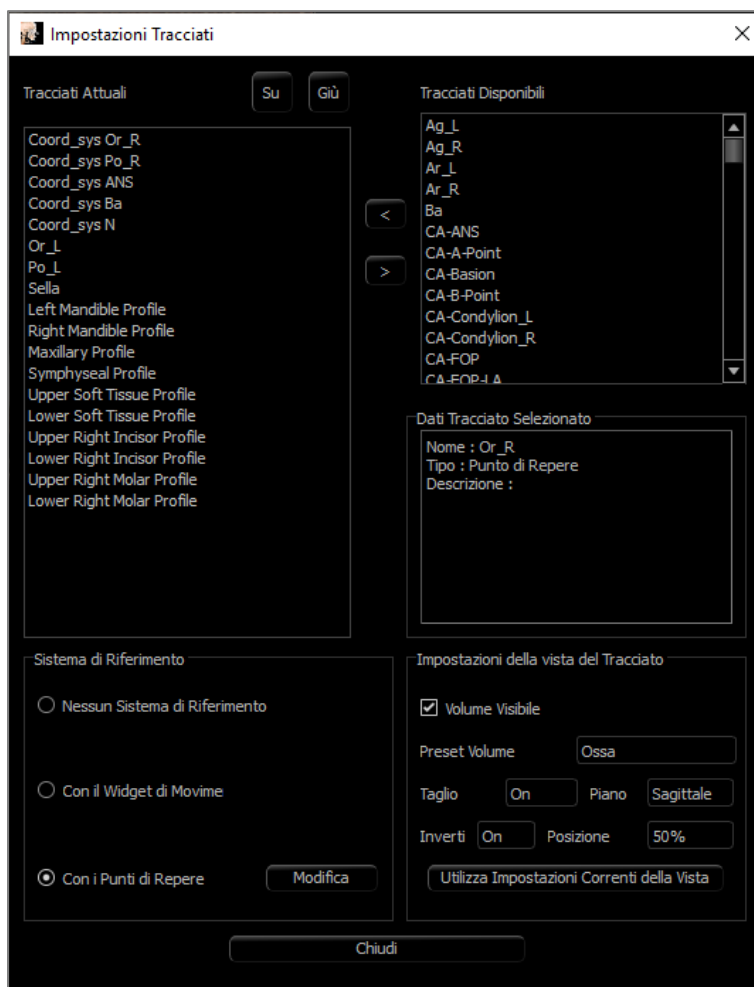 Impostazioni Tracciati
Tracciati Attuali
Su
Giù
Coord_sys Or_R
Coord_sys Po_R
Coord_sys ANS
Coord_sys Ba
Coord_sys N
Or_L
Po_L
Sella
Left Mandible Profile
Right Mandible Profile
Maxillary Profile
Symphyseal Profile
Upper Soft Tissue Profile
Lower Soft Tissue Profile
Upper Right Incisor Profile
Lower Right Incisor Profile
Upper Right Molar Profile
Lower Right Molar Profile
<
>
Tracciati Disponibili
Ag_L
Ag_R
Ar_L
Ar_R
Ba
CA-ANS
CA-A-Point
CA-Basion
CA-B-Point
CA-Condylion_L
CA-Condylion_R
CA-FOP
CA-FOP-LA
Dati Tracciato Selezionato
Nome : Or_R
Tipo : Punto di Repere
Descrizione :
Sistema di Riferimento
Nessun Sistema di Riferimento
Con il Widget di Movime
Con i Punti di Repere Modifica
Impostazioni della vista del Tracciato
Volume Visibile
Preset Volume Ossa
Taglio On Piano Sagittale
Inverti On Posizione 50%
Utilizza Impostazioni Correnti della Vista
Chiudi